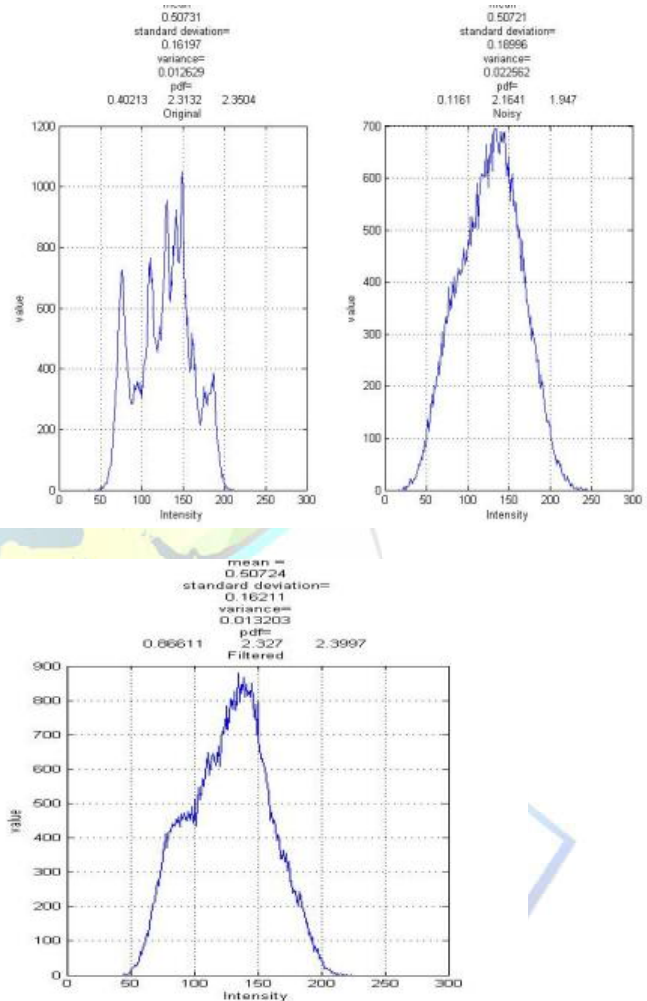 mean
0.50731
standard deviation=
0.16197
variance=
0.012629
pdf=
0.40213 2.3132 2.3504
Original
1200
1000
800
600
400
200
0
value
0 50 100 150 200 250 300
Intensity
mean
0.50721
standard deviation=
0.18996
variance=
0.022562
pdf=
0.1161 2.1641 1.947
Noisy
700
600
500
400
300
200
100
0
value
0 50 100 150 200 250 300
Intensity
mean =
0.50724
standard deviation=
0.16211
variance=
0.013203
pdf=
0.86611 2.327 2.3997
Filtered
900
800
700
600
500
400
300
200
100
0
value
0 50 100 150 200 250 300
Intensity